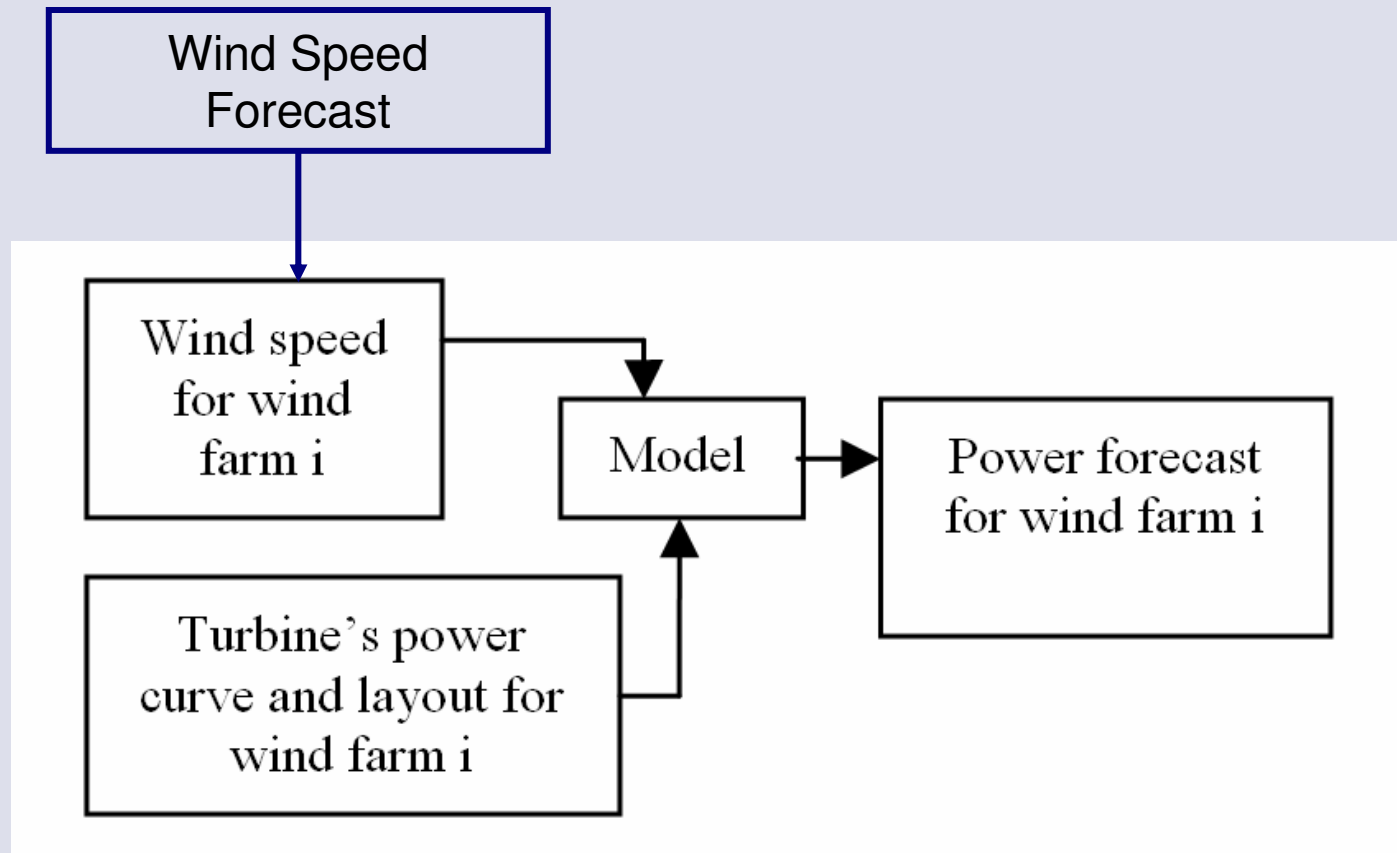 Wind Speed
Forecast
Wind speed
for wind
farm i
Model
Power forecast
for wind farm i
Turbine’s power
curve and layout for
wind farm i